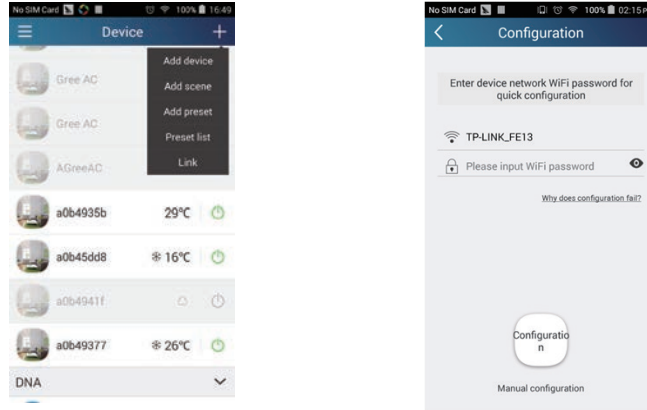 No SIM Card 100% 16:49
Device
Add device
Add scene
Add preset
Preset list
Link
Gree AC
Gree AC
AGreeAC
a0b4935b 29℃
a0b45dd8 16℃
a0b4941f
a0b49377 26℃
DNA
No SIM Card 100% 02:15P
Configuration
Enter device network WiFi password for
quick configuration
TP-LINK_FE13
Please input WiFi password
Why does configuration fail?
Configuratio
n
Manual configuration